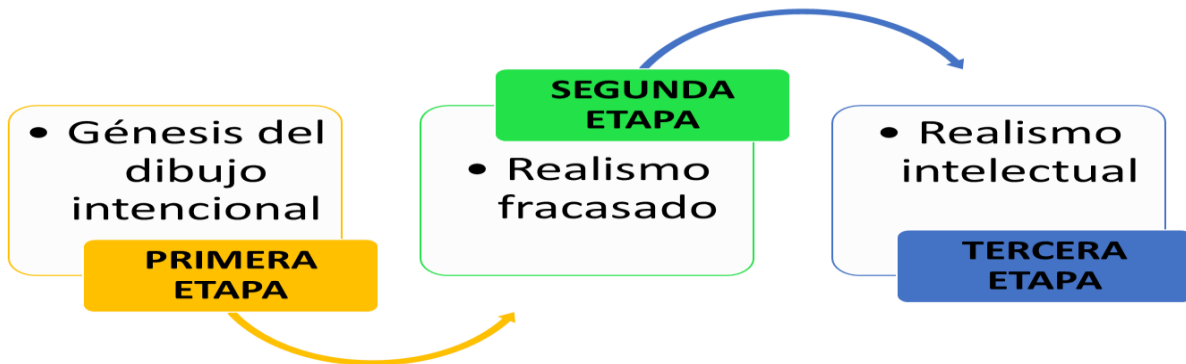 • Génesis del
dibujo
intencional
PRIMERA
ETAPA
SEGUNDA
ETAPA
• Realismo
fracasado
• Realismo
intelectual
TERCERA
ETAPA